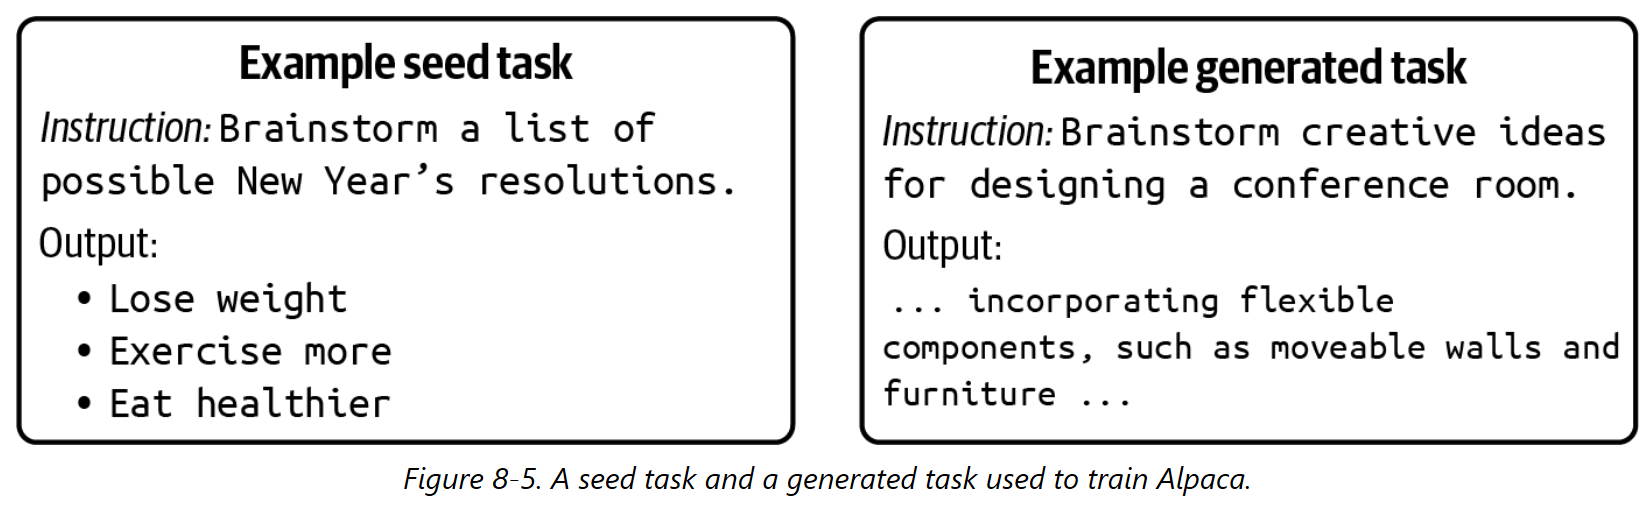 Example seed task
Instruction: Brainstorm a list of
possible New Year’s resolutions.
Output:
• Lose weight
• Exercise more
• Eat healthier
Example generated task
Instruction: Brainstorm creative ideas
for designing a conference room.
Output:
... incorporating flexible
components, such as moveable walls and
furniture ...
Figure 8-5. A seed task and a generated task used to train Alpaca.